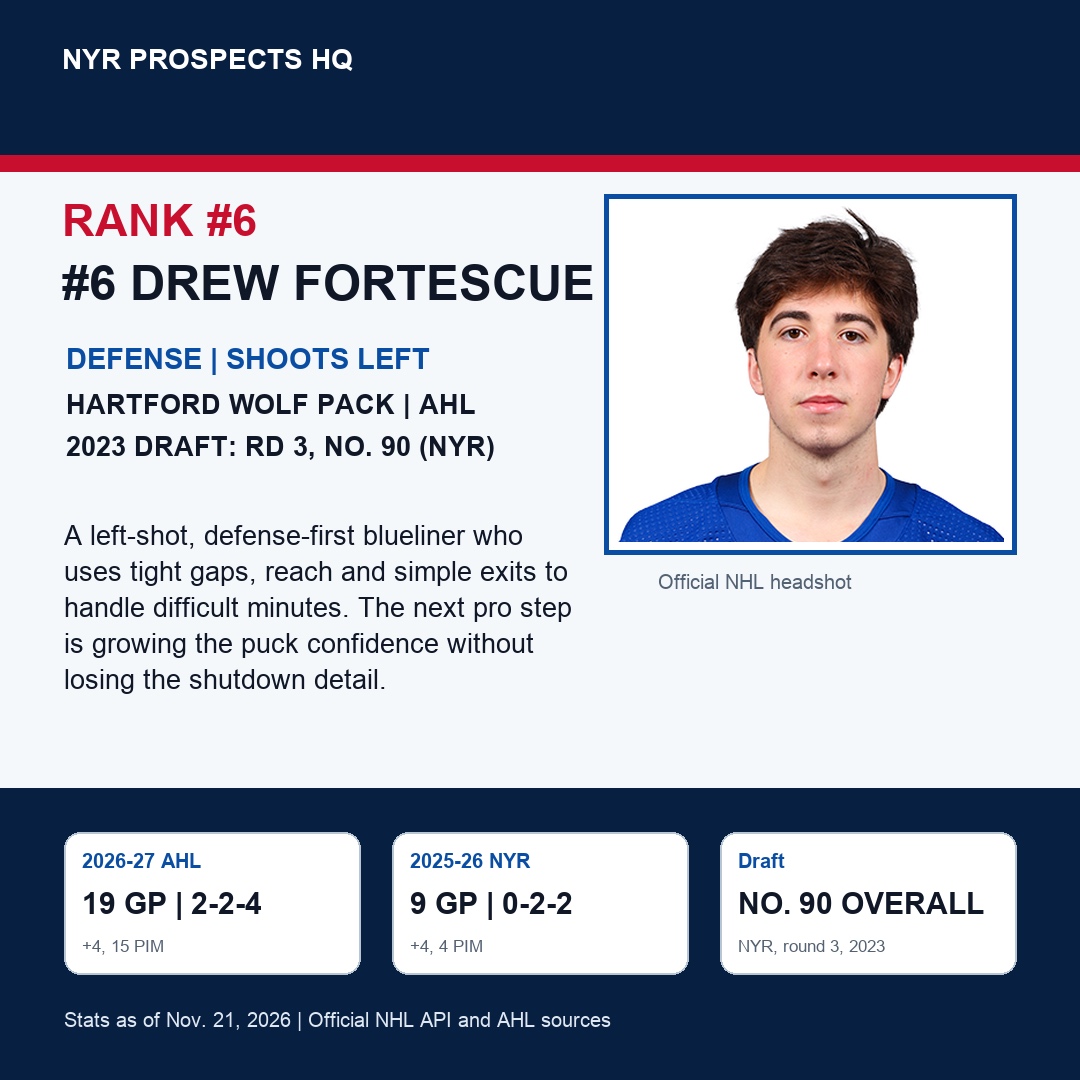 NYR PROSPECTS HQ
RANK #6
#6 DREW FORTESCUE
DEFENSE | SHOOTS LEFT
HARTFORD WOLF PACK | AHL
2023 DRAFT: RD 3, NO. 90 (NYR)
A left-shot, defense-first blueliner who
uses tight gaps, reach and simple exits to
handle difficult minutes. The next pro step
is growing the puck confidence without
losing the shutdown detail.
Official NHL headshot
2026-27 AHL
19 GP | 2-2-4
+4, 15 PIM
2025-26 NYR
9 GP | 0-2-2
+4, 4 PIM
Draft
NO. 90 OVERALL
NYR, round 3, 2023
Stats as of Nov. 21, 2026 | Official NHL API and AHL sources